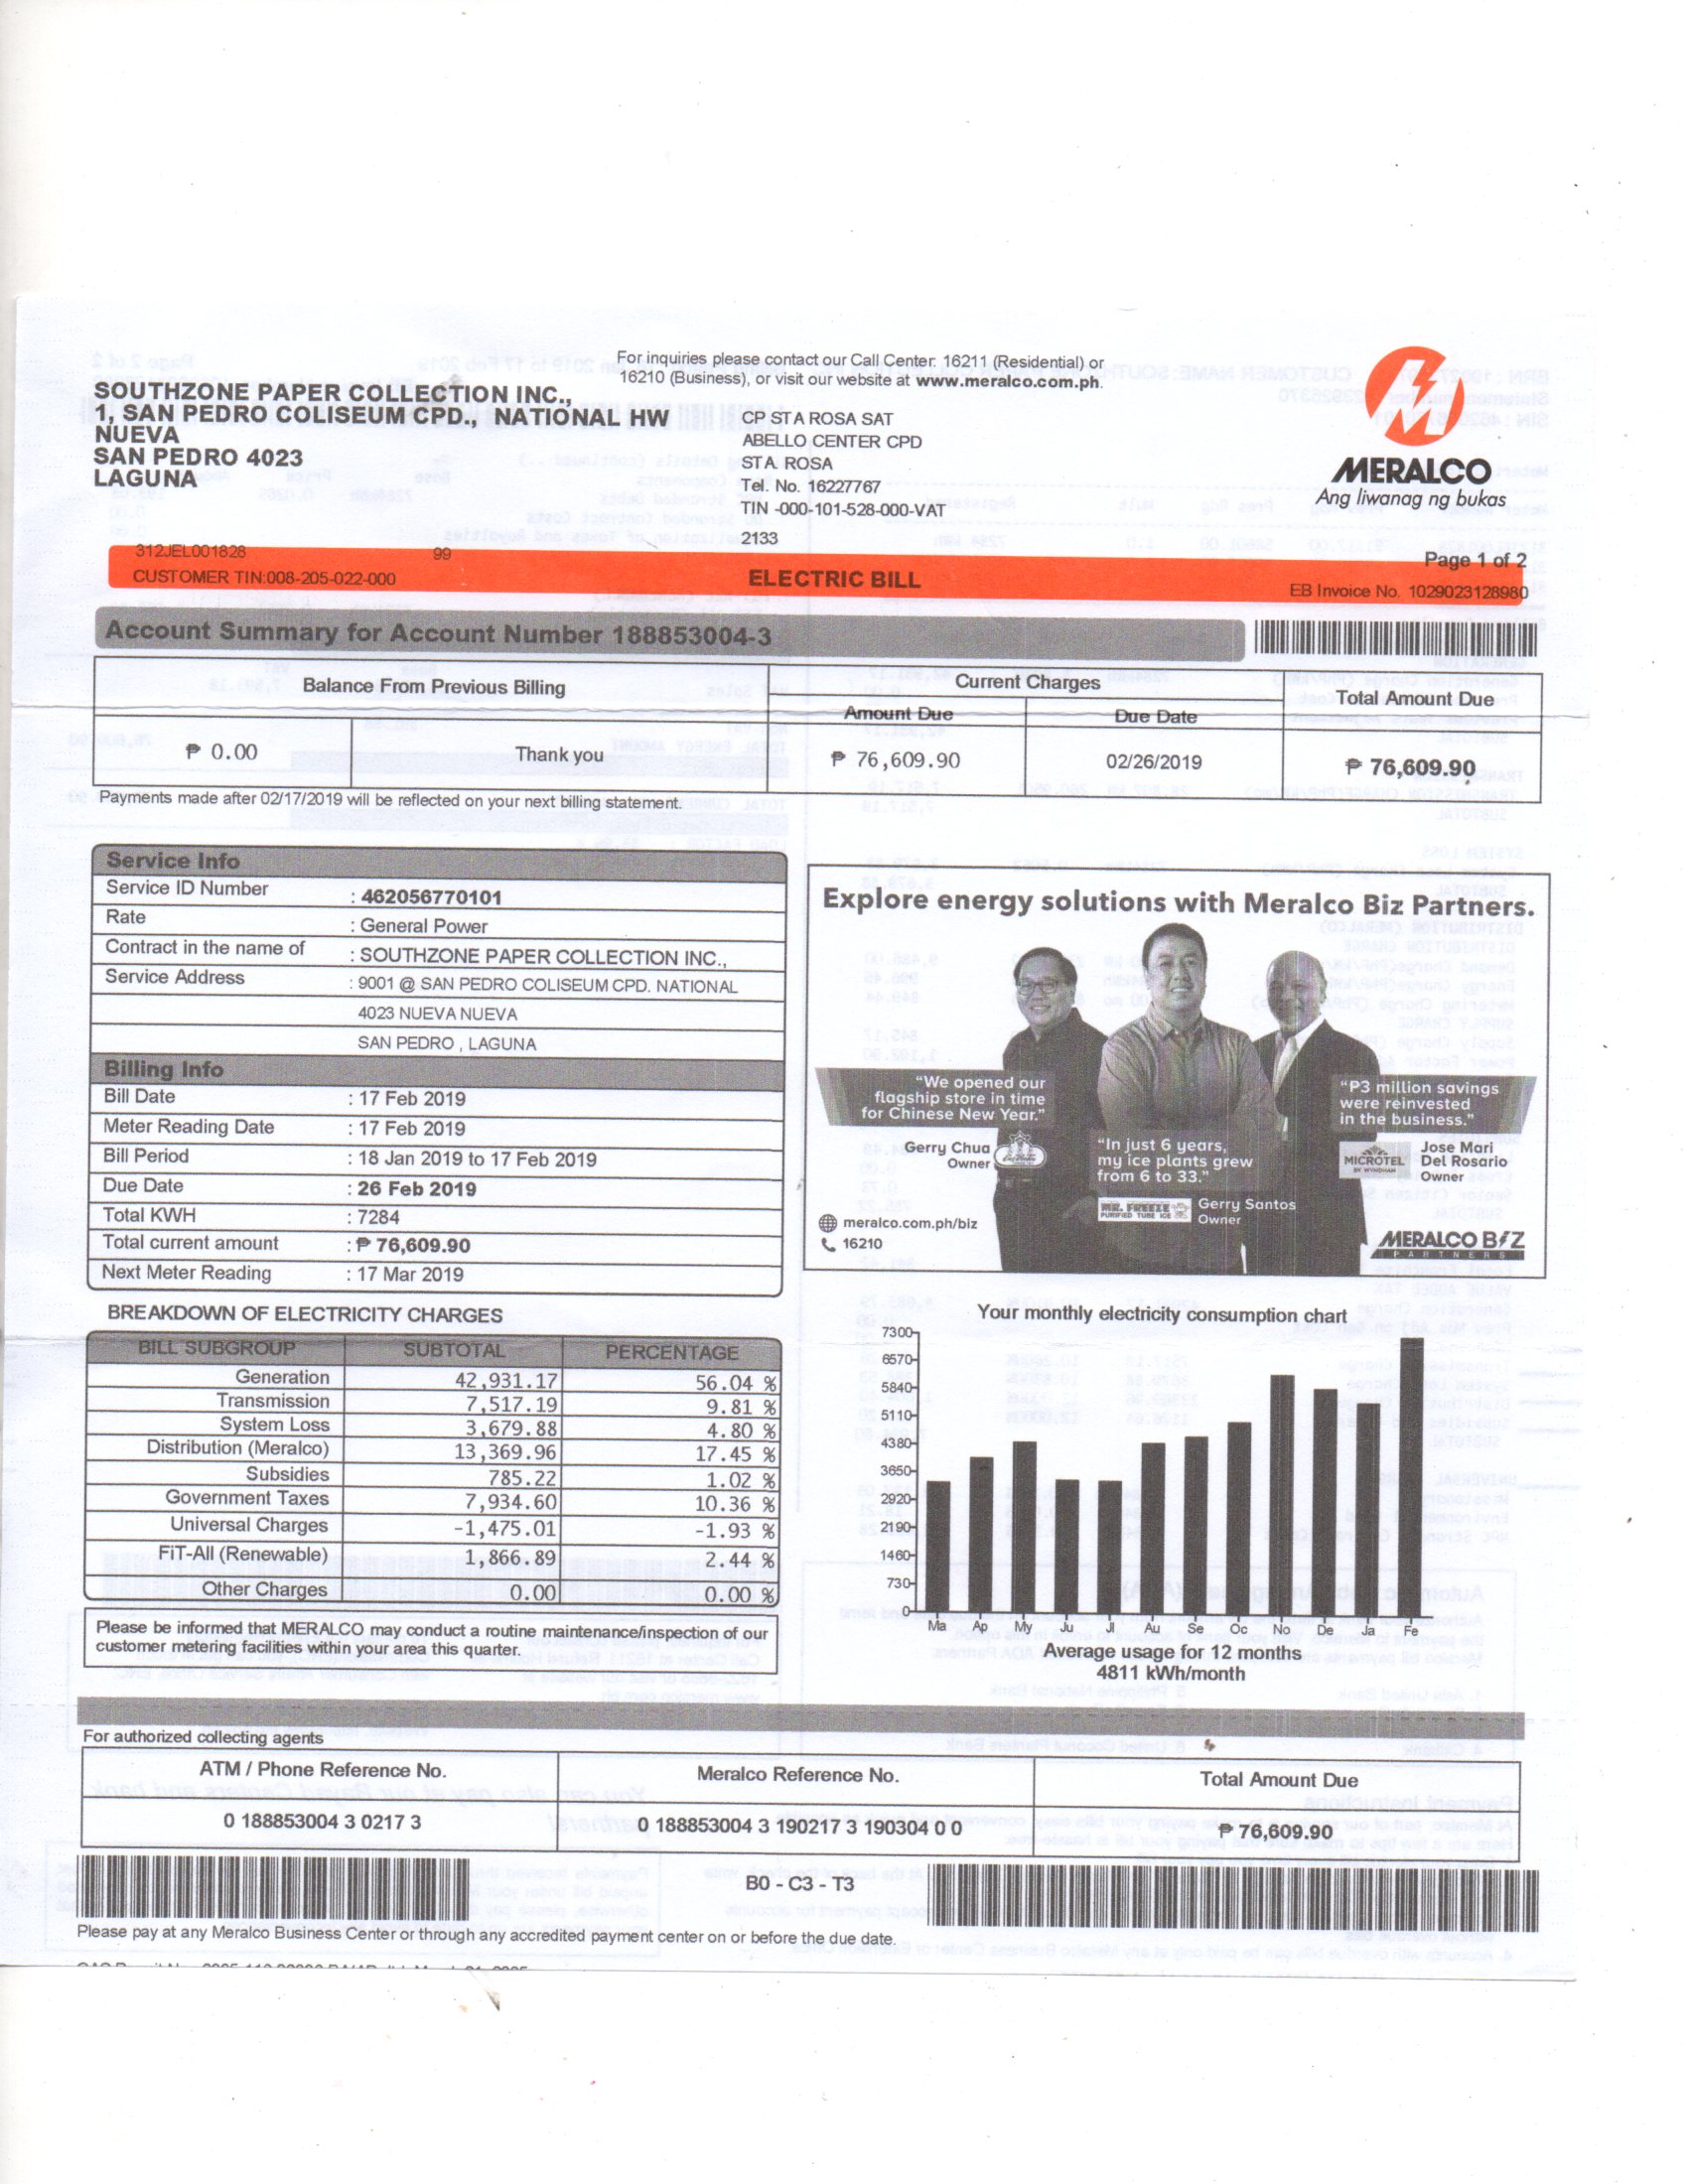 For inquiries please contact our Call Center: 16211 (Residential) or
16210 (Business), or visit our website at www.meralco.com.ph.
SOUTHZONE PAPER COLLECTION INC.,
1, SAN PEDRO COLISEUM CPD., NATIONAL HW
NUEVA
SAN PEDRO 4023
LAGUNA
CP STA ROSA SAT
ABELLO CENTER CPD
STA. ROSA
Tel. No. 16227767
TIN -000-101-528-000-VAT
2133
MERALCO
Ang liwanag ng bukas
312JEL001828 99
Page 1 of 2
CUSTOMER TIN:008-205-022-000
ELECTRIC BILL
EB Invoice No. 1029023128980
Account Summary for Account Number 188853004-3
Balance From Previous Billing
Current Charges
Total Amount Due
Amount Due
Due Date
₱ 0.00
Thank you
₱ 76,609.90
02/26/2019
₱ 76,609.90
Payments made after 02/17/2019 will be reflected on your next billing statement.
Service Info
Service ID Number : 462056770101
Rate : General Power
Contract in the name of : SOUTHZONE PAPER COLLECTION INC.,
Service Address : 9001 @ SAN PEDRO COLISEUM CPD. NATIONAL
4023 NUEVA NUEVA
SAN PEDRO , LAGUNA
Billing Info
Bill Date : 17 Feb 2019
Meter Reading Date : 17 Feb 2019
Bill Period : 18 Jan 2019 to 17 Feb 2019
Due Date : 26 Feb 2019
Total KWH : 7284
Total current amount : ₱ 76,609.90
Next Meter Reading : 17 Mar 2019
Explore energy solutions with Meralco Biz Partners.
"We opened our
flagship store in time
for Chinese New Year."
Gerry Chua
Owner
"In just 6 years,
my ice plants grew
from 6 to 33."
MR. FREEZE
PURIFIED TUBE ICE
Gerry Santos
Owner
"₱3 million savings
were reinvested
in the business."
MICROTEL
BY WYNDHAM
Jose Mari
Del Rosario
Owner
meralco.com.ph/biz
16210
MERALCO BIZ
PARTNERS
BREAKDOWN OF ELECTRICITY CHARGES
BILL SUBGROUP SUBTOTAL PERCENTAGE
Generation 42,931.17 56.04 %
Transmission 7,517.19 9.81 %
System Loss 3,679.88 4.80 %
Distribution (Meralco) 13,369.96 17.45 %
Subsidies 785.22 1.02 %
Government Taxes 7,934.60 10.36 %
Universal Charges -1,475.01 -1.93 %
FiT-All (Renewable) 1,866.89 2.44 %
Other Charges 0.00 0.00 %
Please be informed that MERALCO may conduct a routine maintenance/inspection of our
customer metering facilities within your area this quarter.
Your monthly electricity consumption chart
7300
6570
5840
5110
4380
3650
2920
2190
1460
730
0
Ma Ap My Ju Jl Au Se Oc No De Ja Fe
Average usage for 12 months
4811 kWh/month
For authorized collecting agents
ATM / Phone Reference No.
Meralco Reference No.
Total Amount Due
0 188853004 3 0217 3
0 188853004 3 190217 3 190304 0 0
₱ 76,609.90
B0 - C3 - T3
Please pay at any Meralco Business Center or through any accredited payment center on or before the due date.